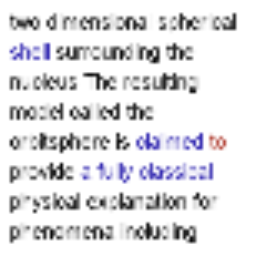 two dimensional spherical
shell surrounding the
nucleus The resulting
model called the
orbitsphere is claimed to
provide a fully classical
physical explanation for
phenomena including